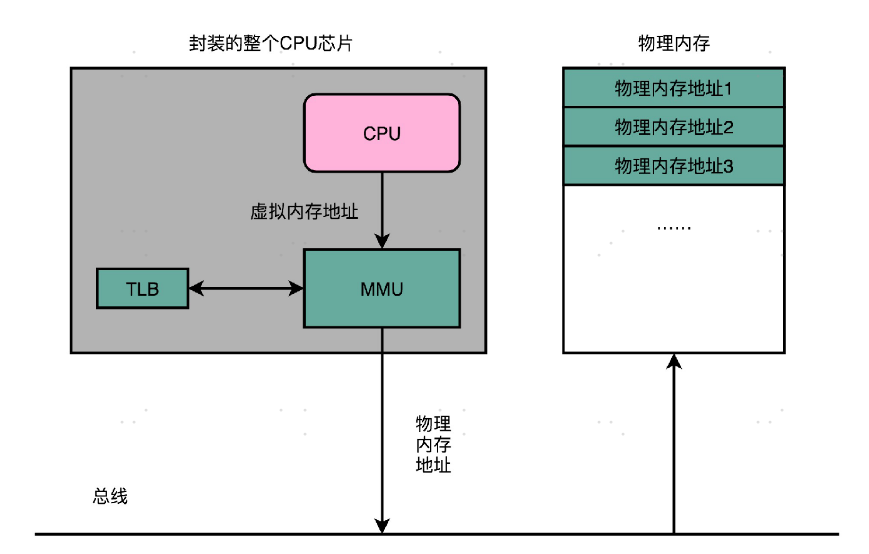 封装的整个CPU芯片
物理内存
物理内存地址1
物理内存地址2
物理内存地址3
……
CPU
虚拟内存地址
TLB
MMU
物理
内存
地址
总线